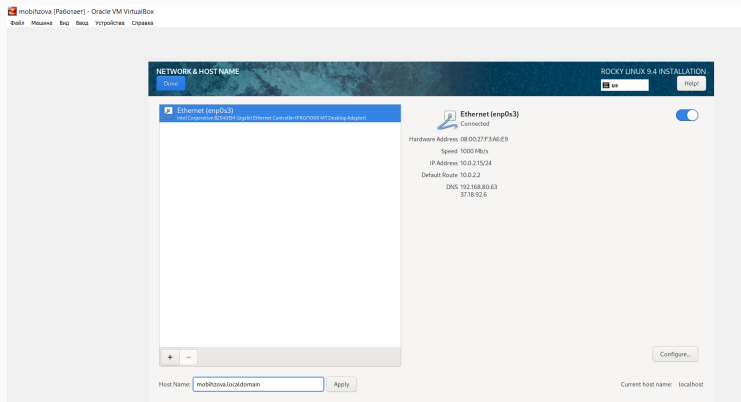 mobihzova [Работает] - Oracle VM VirtualBox
Файл Машина Вид Ввод Устройства Справка
NETWORK & HOST NAME
ROCKY LINUX 9.4 INSTALLATION
Done
us
Help!
Ethernet (enp0s3)
Intel Corporation 82540EM Gigabit Ethernet Controller (PRO/1000 MT Desktop Adapter)
Ethernet (enp0s3)
Connected
Hardware Address 08:00:27:F3:A6:E9
Speed 1000 Mb/s
IP Address 10.0.2.15/24
Default Route 10.0.2.2
DNS 192.168.80.63
37.18.92.6
+ −
Configure...
Host Name: mobihzova.localdomain Apply
Current host name: localhost